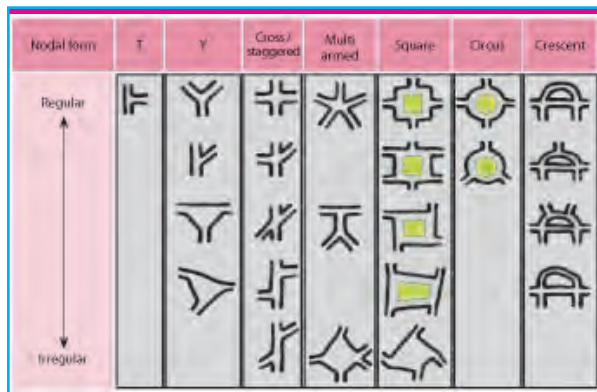 Nodal form
T
Y
Cross /
staggered
Multi
armed
Square
Circus
Crescent
Regular
Irregular